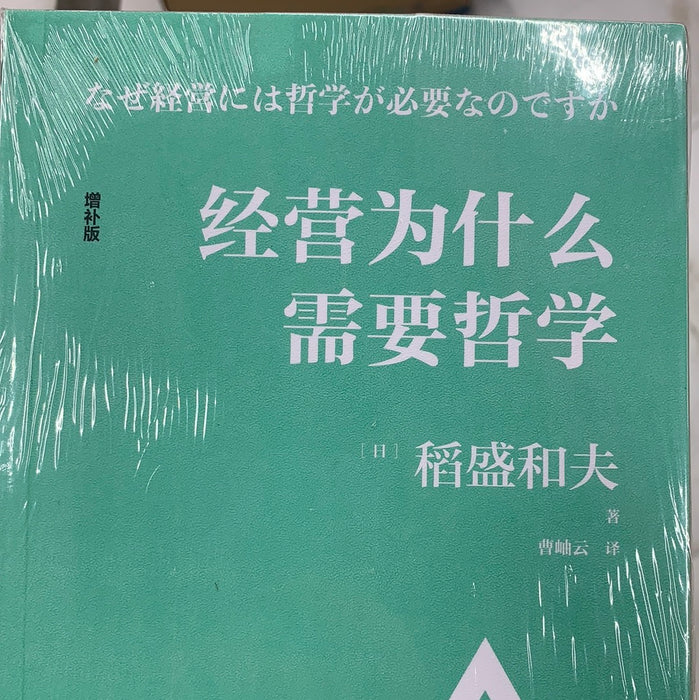 なぜ経営には哲学が必要なのですか
增补版
经营为什么
需要哲学
[日] 稻盛和夫
著
曹岫云 译